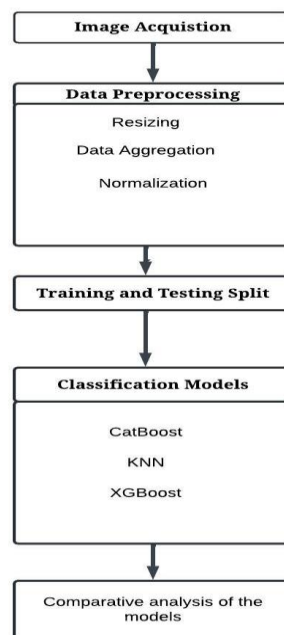 Image Acquistion
Data Preprocessing
Resizing
Data Aggregation
Normalization
Training and Testing Split
Classification Models
CatBoost
KNN
XGBoost
Comparative analysis of the
models